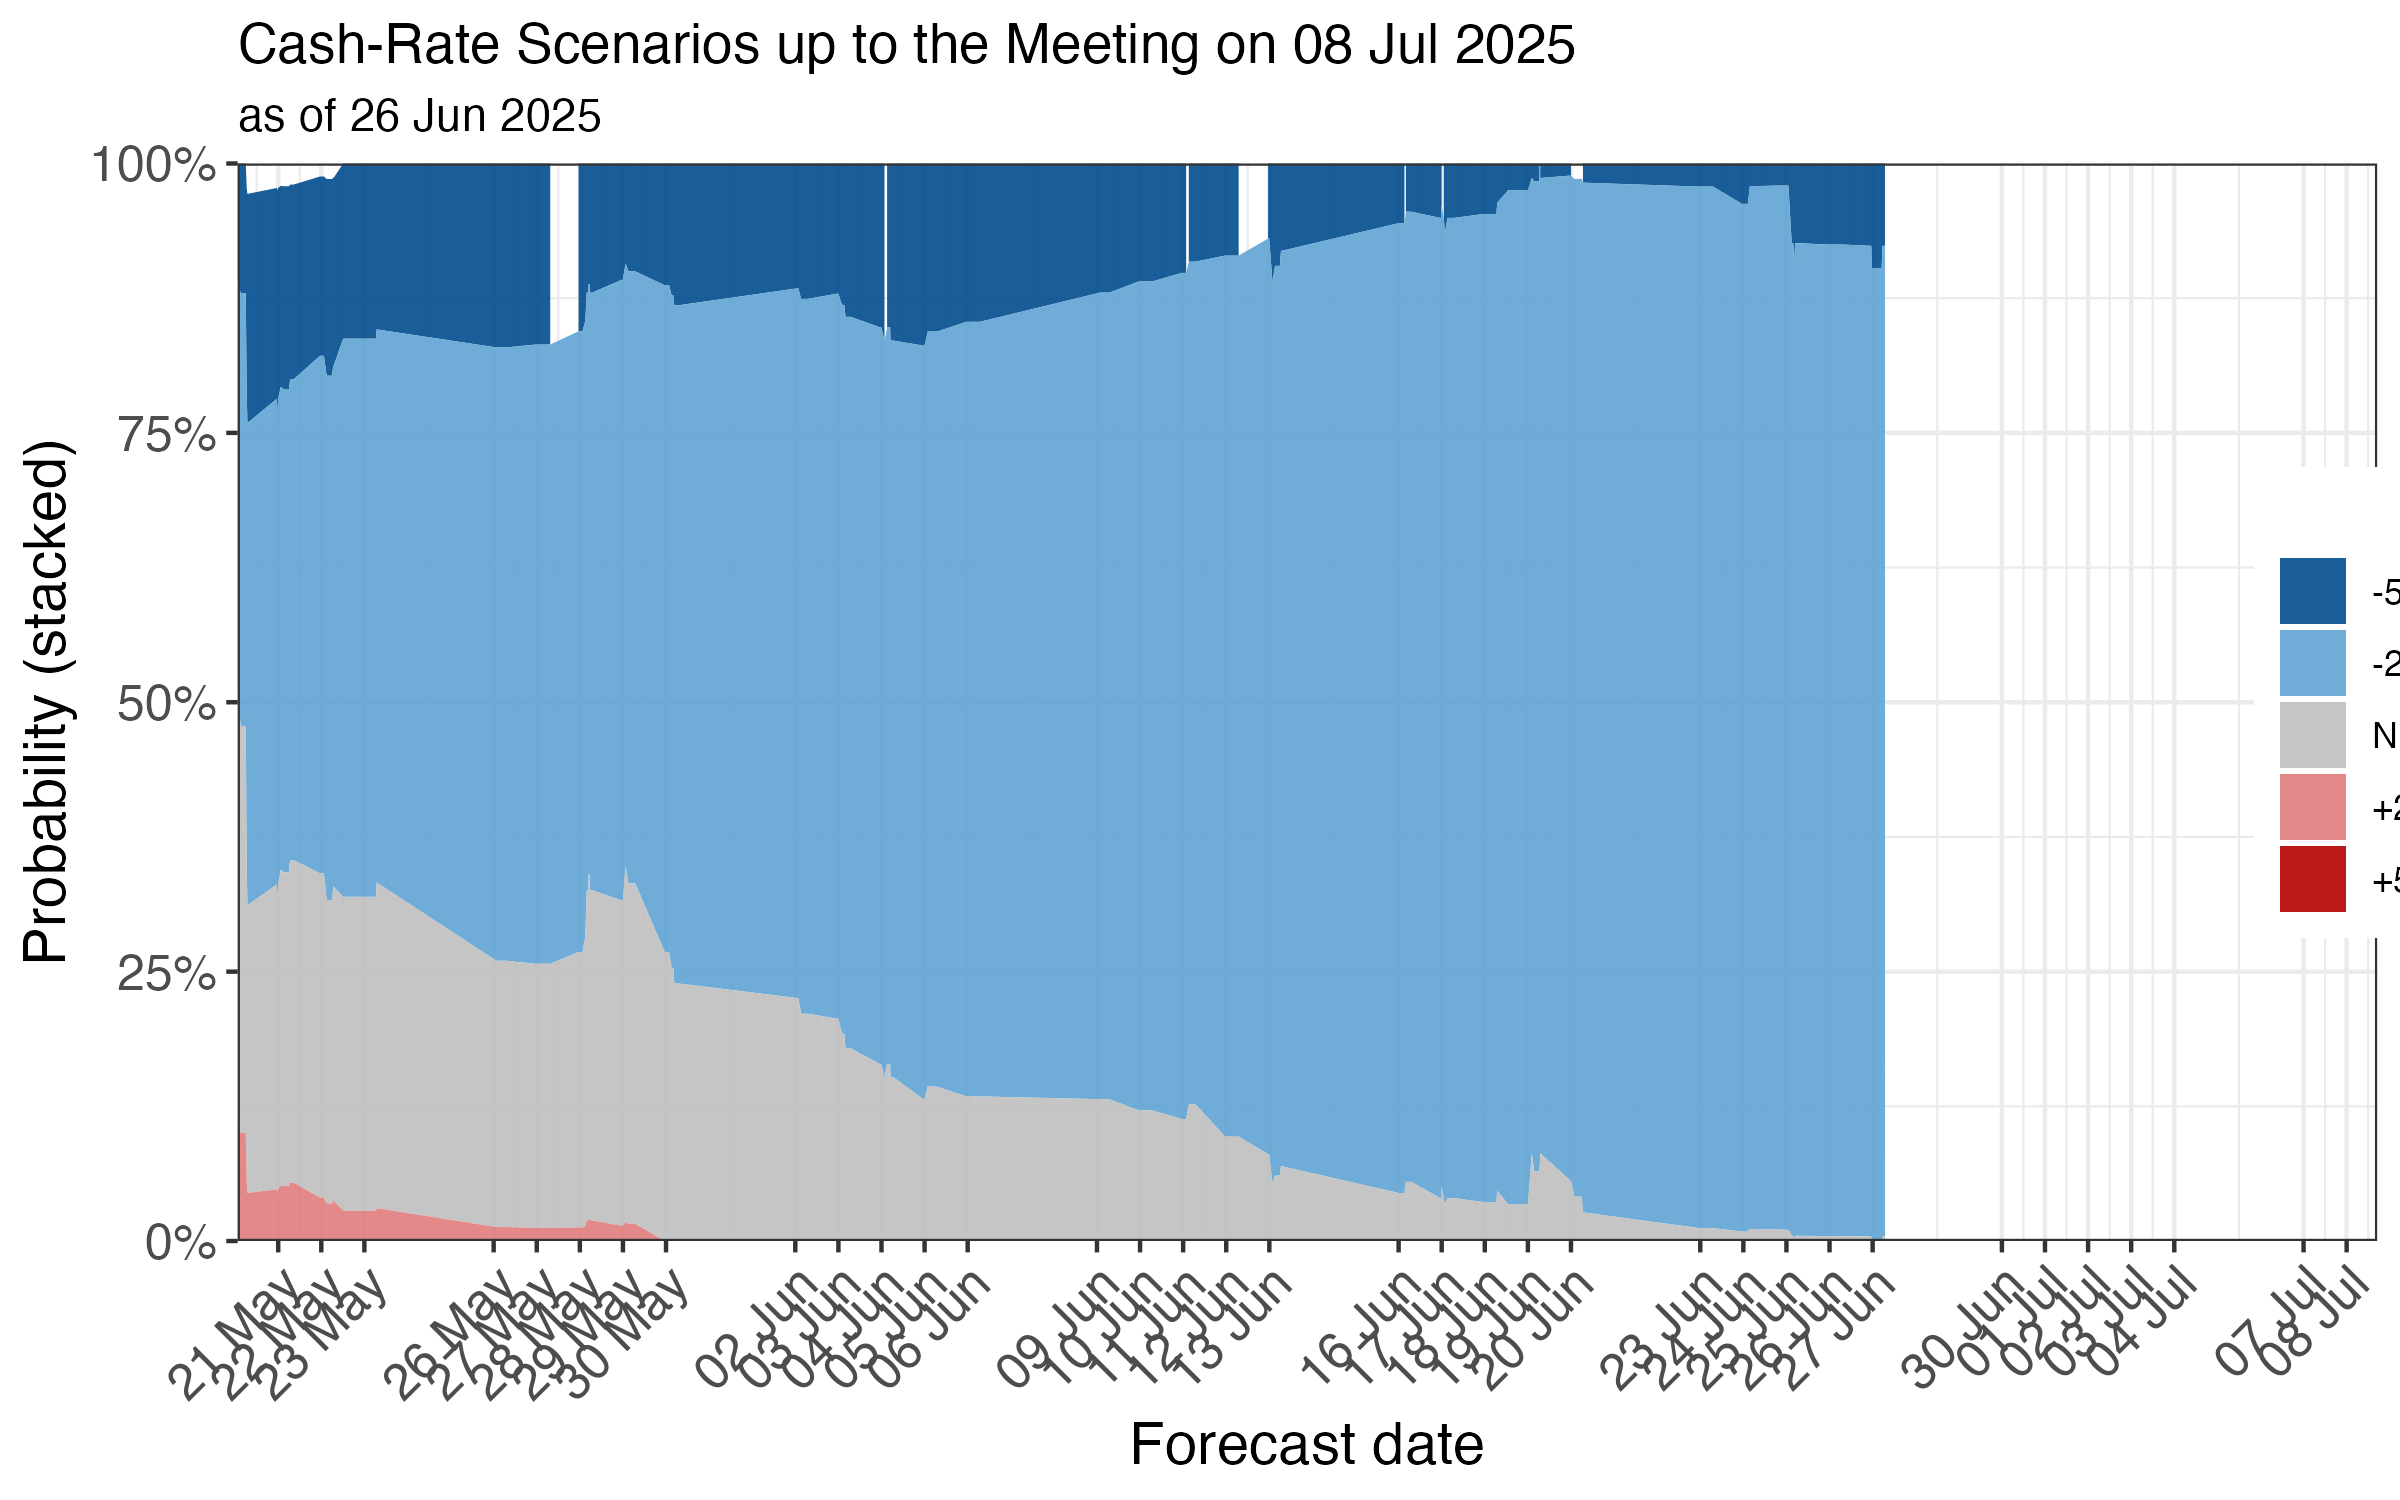 Cash-Rate Scenarios up to the Meeting on 08 Jul 2025
as of 26 Jun 2025
Probability (stacked)
100%
75%
50%
25%
0%
-5
-2
N
+2
+5
21 May
22 May
23 May
26 May
27 May
28 May
29 May
30 May
02 Jun
03 Jun
04 Jun
05 Jun
06 Jun
09 Jun
10 Jun
11 Jun
12 Jun
13 Jun
16 Jun
17 Jun
18 Jun
19 Jun
20 Jun
23 Jun
24 Jun
25 Jun
26 Jun
27 Jun
30 Jun
01 Jul
02 Jul
03 Jul
04 Jul
07 Jul
08 Jul
Forecast date